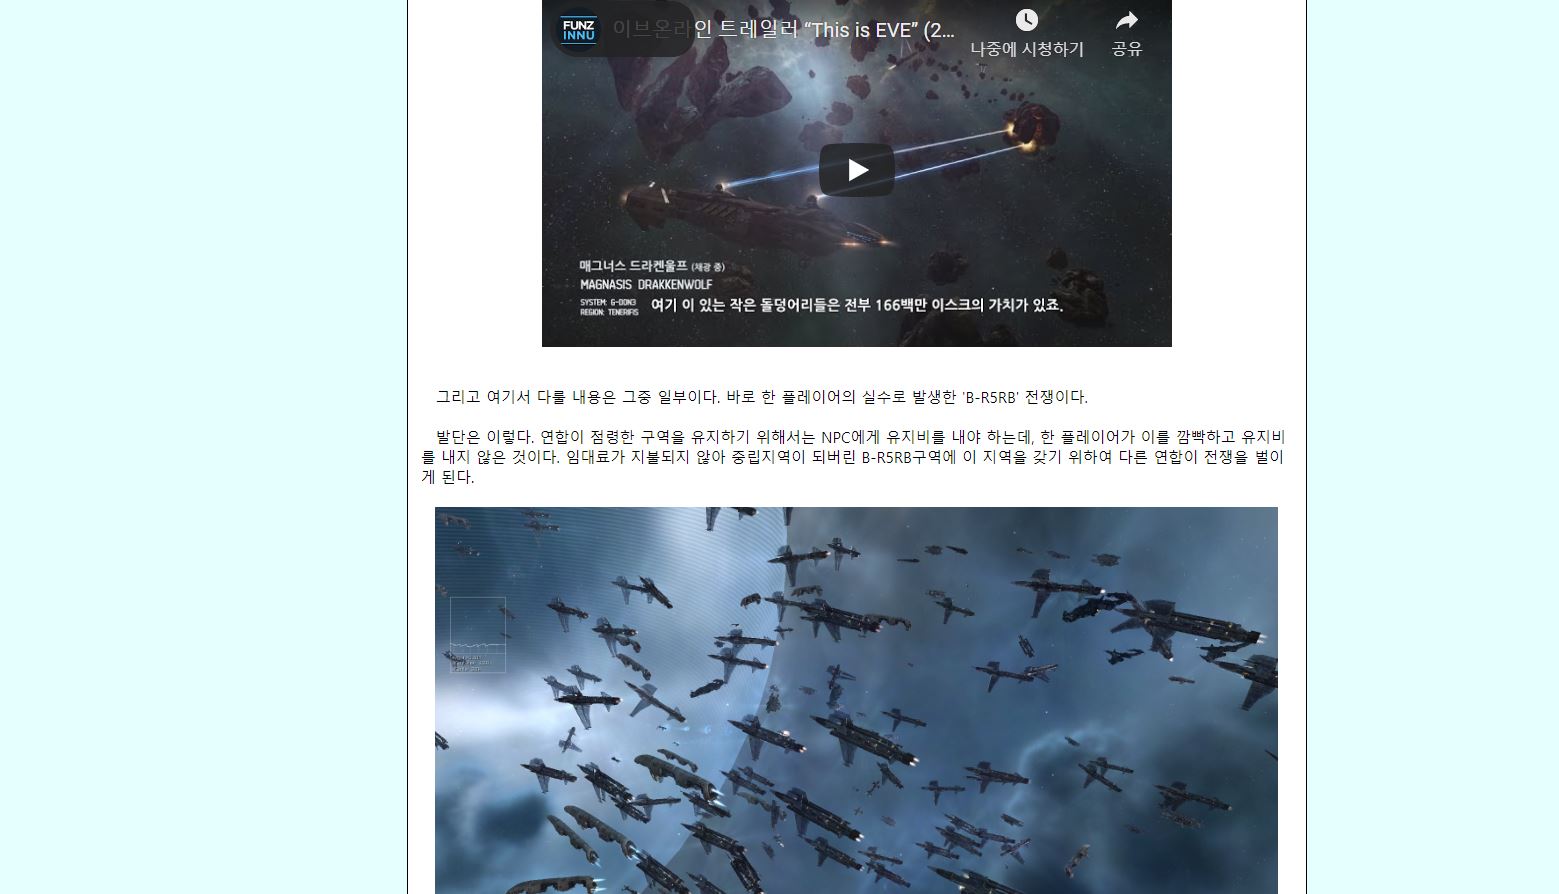 FUNZ
INNU
이브온라인 트레일러 “This is EVE” (2...
나중에 시청하기
공유
매그너스 드라켄울프 (채광 중)
MAGNASIS DRAKKENWOLF
SYSTEM: G-DON3
REGION: TENERIFIS
여기 이 있는 작은 돌덩어리들은 전부 166백만 이스크의 가치가 있죠.
그리고 여기서 다룰 내용은 그중 일부이다. 바로 한 플레이어의 실수로 발생한 'B-R5RB' 전쟁이다.
발단은 이렇다. 연합이 점령한 구역을 유지하기 위해서는 NPC에게 유지비를 내야 하는데, 한 플레이어가 이를 깜빡하고 유지비
를 내지 않은 것이다. 임대료가 지불되지 않아 중립지역이 되버린 B-R5RB구역에 이 지역을 갖기 위하여 다른 연합이 전쟁을 벌이
게 된다.